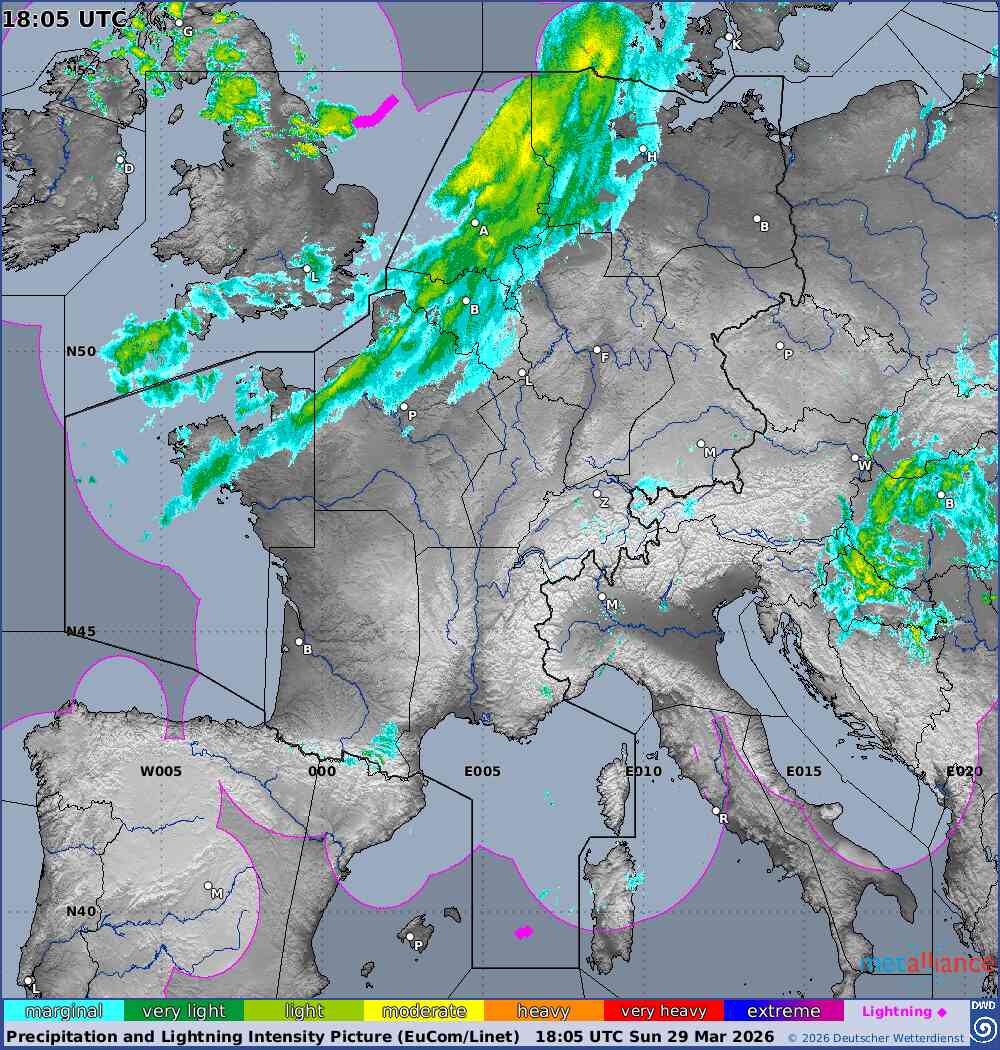 18:05 UTC
G
K
N55
H
D
A
B
L
B
N50
F
P
L
P
M
W
Z
B
M
N45
B
W005
000
E005
E010
E015
E020
R
M
N40
P
L
metalliance
marginal
very light
light
moderate
heavy
very heavy
extreme
Lightning ◆
DWD
Precipitation and Lightning Intensity Picture (EuCom/Linet) 18:05 UTC Sun 29 Mar 2026 © 2026 Deutscher Wetterdienst